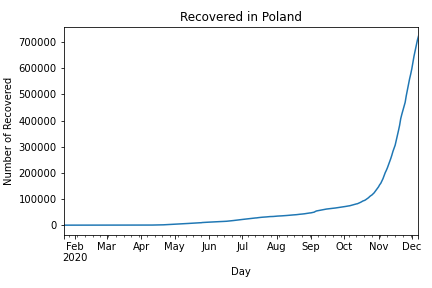 Recovered in Poland
700000
600000
500000
400000
300000
200000
100000
0
Number of Recovered
Feb Mar Apr May Jun Jul Aug Sep Oct Nov Dec
2020
Day